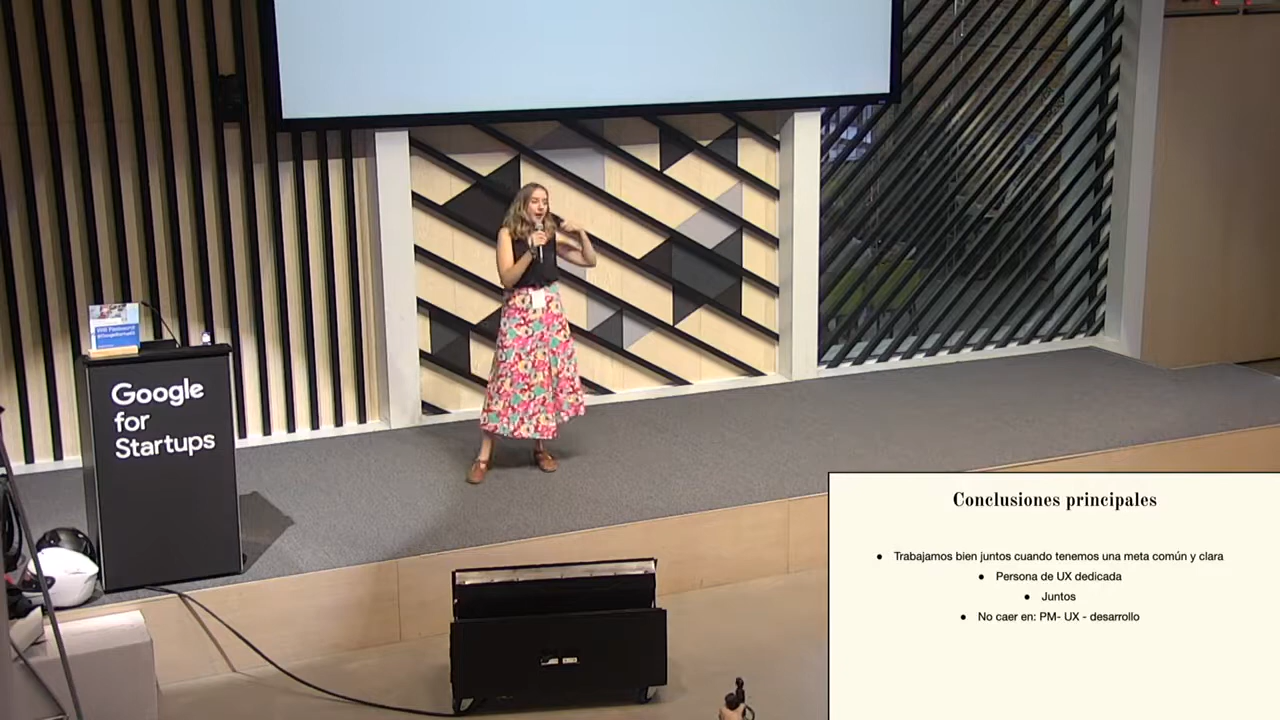 Google
for
Startups
Conclusiones principales
● Trabajamos bien juntos cuando tenemos una meta común y clara
● Persona de UX dedicada
● Juntos
● No caer en: PM- UX - desarrollo